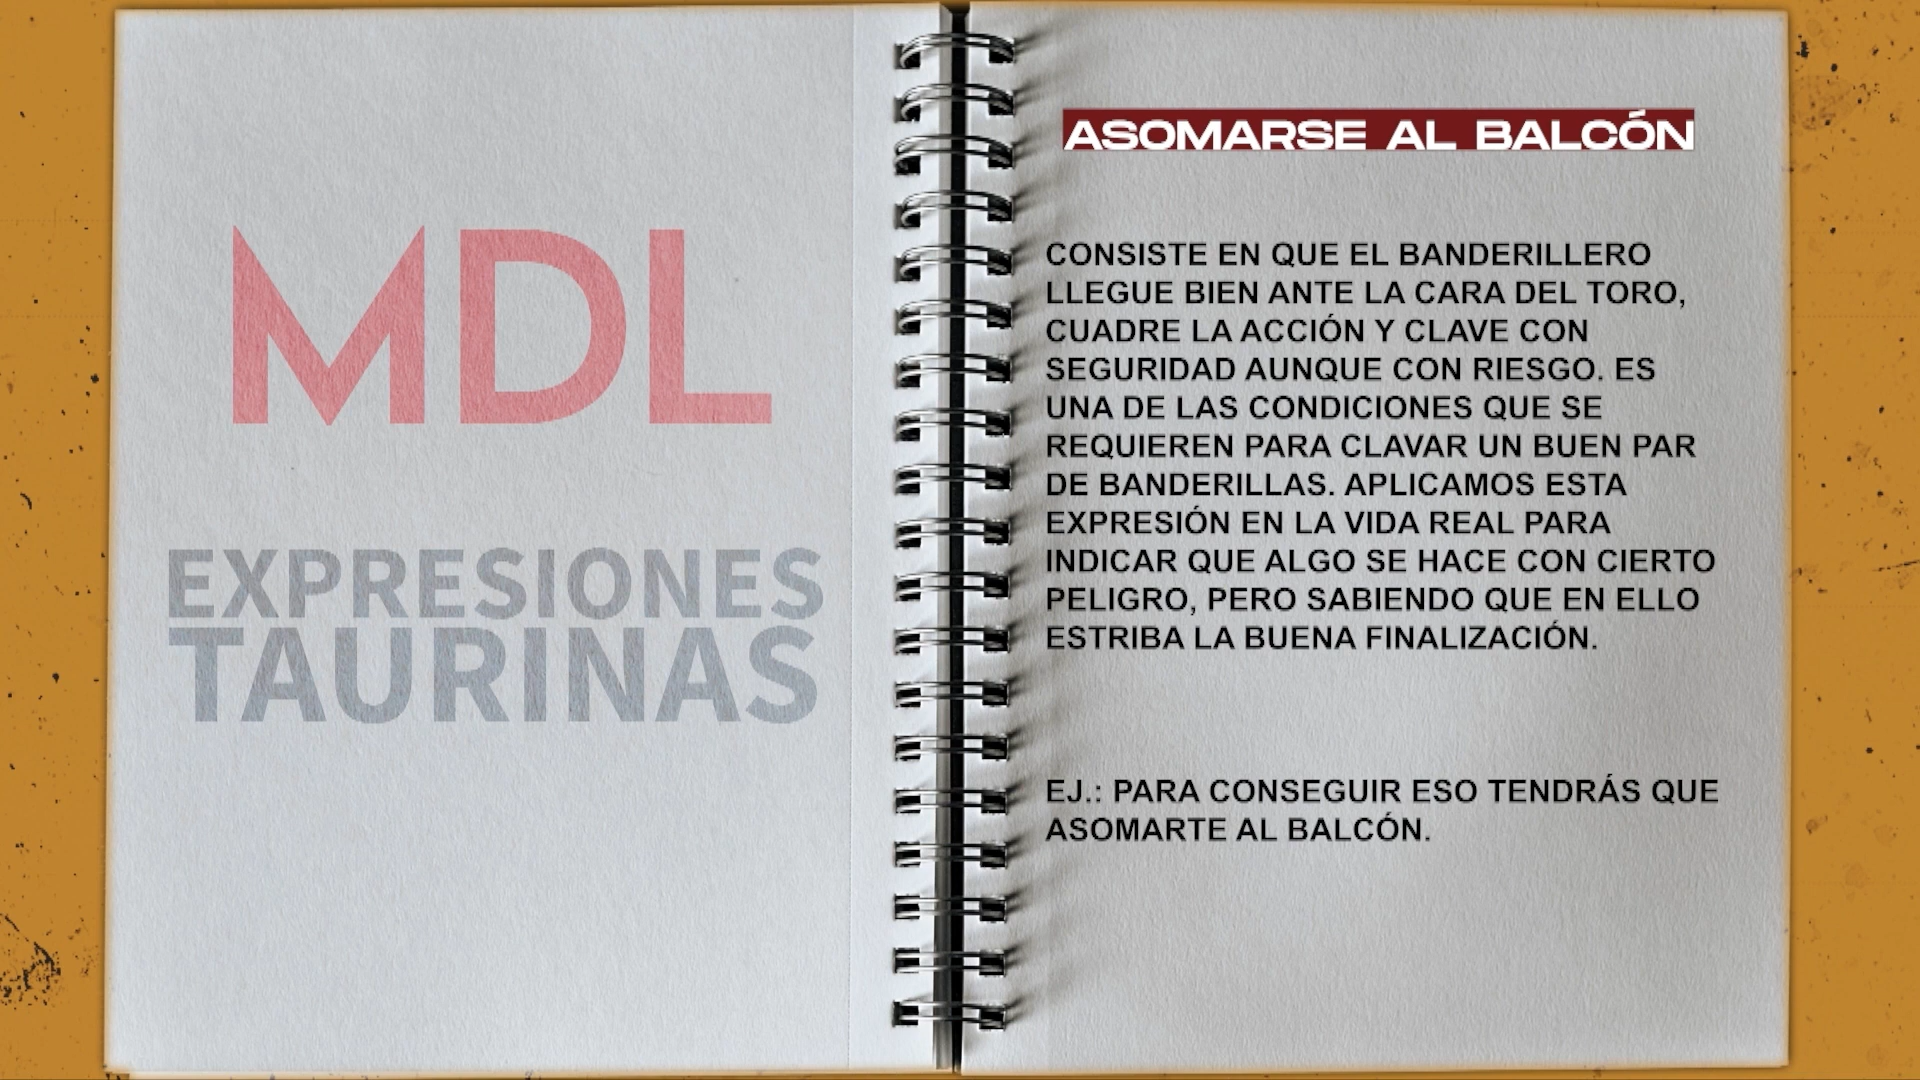 MDL
EXPRESIONES
TAURINAS
ASOMARSE AL BALCÓN
CONSISTE EN QUE EL BANDERILLERO
LLEGUE BIEN ANTE LA CARA DEL TORO,
CUADRE LA ACCIÓN Y CLAVE CON
SEGURIDAD AUNQUE CON RIESGO. ES
UNA DE LAS CONDICIONES QUE SE
REQUIEREN PARA CLAVAR UN BUEN PAR
DE BANDERILLAS. APLICAMOS ESTA
EXPRESIÓN EN LA VIDA REAL PARA
INDICAR QUE ALGO SE HACE CON CIERTO
PELIGRO, PERO SABIENDO QUE EN ELLO
ESTRIBA LA BUENA FINALIZACIÓN.
EJ.: PARA CONSEGUIR ESO TENDRÁS QUE
ASOMARTE AL BALCÓN.